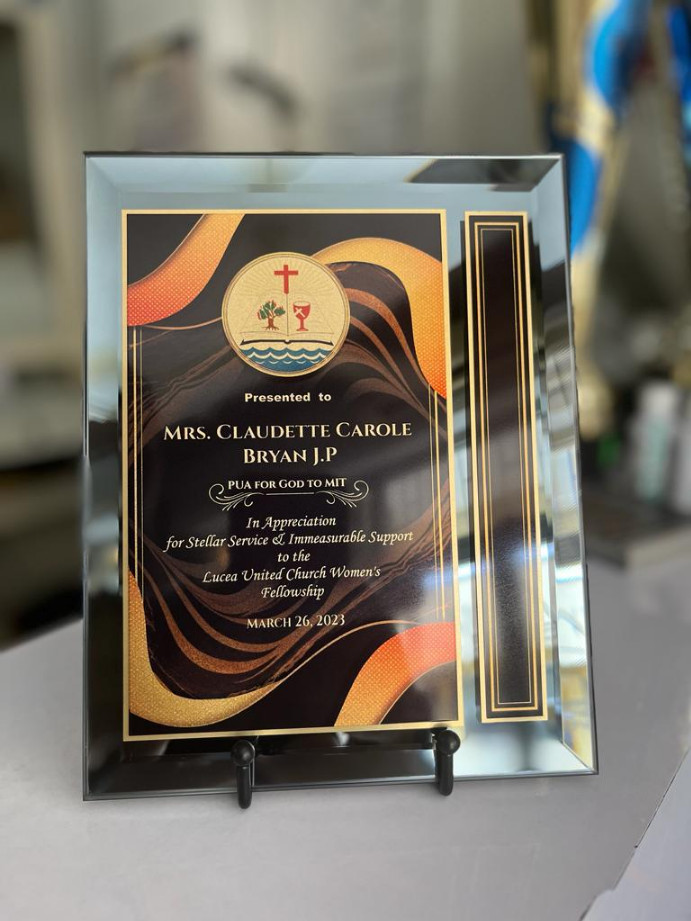 Presented to
Mrs. Claudette Carole
Bryan J.P
PUA for God to MIT
In Appreciation
for Stellar Service & Immeasurable Support
to the
Lucea United Church Women's
Fellowship
March 26, 2023